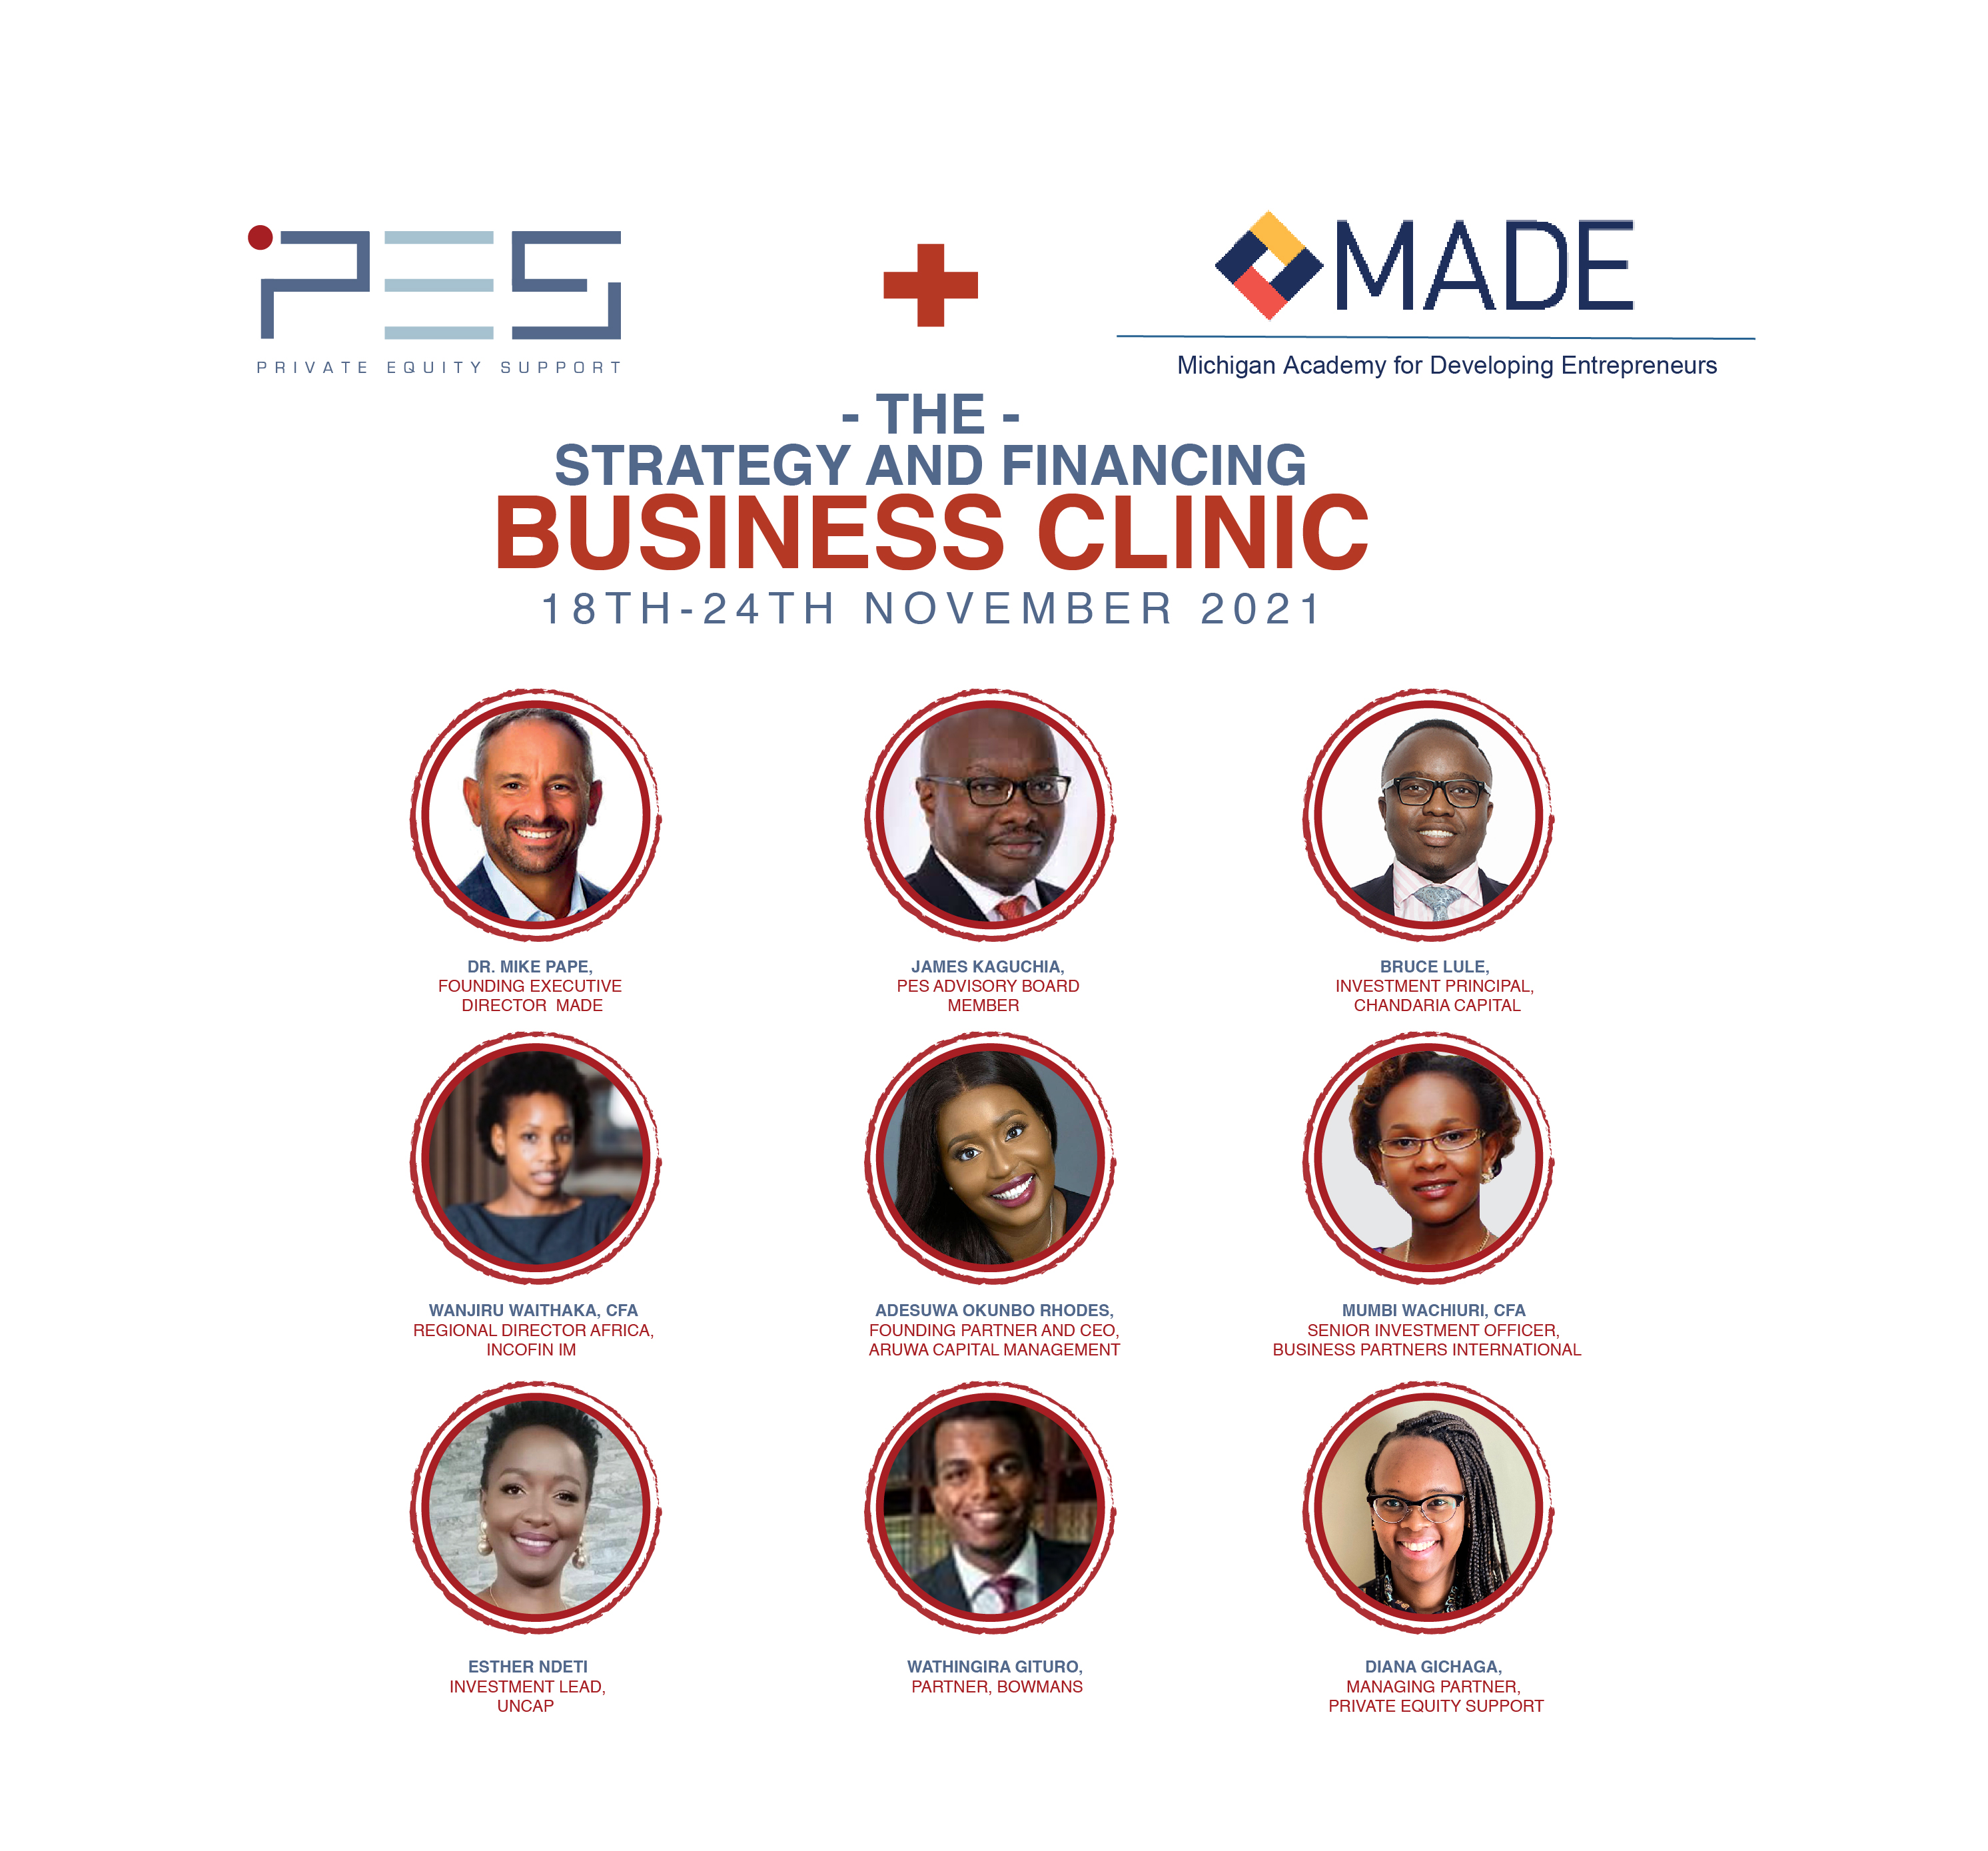 PES
PRIVATE EQUITY SUPPORT
MADE
Michigan Academy for Developing Entrepreneurs
- THE -
STRATEGY AND FINANCING
BUSINESS CLINIC
18TH-24TH NOVEMBER 2021
DR. MIKE PAPE,
FOUNDING EXECUTIVE
DIRECTOR MADE
JAMES KAGUCHIA,
PES ADVISORY BOARD
MEMBER
BRUCE LULE,
INVESTMENT PRINCIPAL,
CHANDARIA CAPITAL
WANJIRU WAITHAKA, CFA
REGIONAL DIRECTOR AFRICA,
INCOFIN IM
ADESUWA OKUNBO RHODES,
FOUNDING PARTNER AND CEO,
ARUWA CAPITAL MANAGEMENT
MUMBI WACHIURI, CFA
SENIOR INVESTMENT OFFICER,
BUSINESS PARTNERS INTERNATIONAL
ESTHER NDETI
INVESTMENT LEAD,
UNCAP
WATHINGIRA GITURO,
PARTNER, BOWMANS
DIANA GICHAGA,
MANAGING PARTNER,
PRIVATE EQUITY SUPPORT